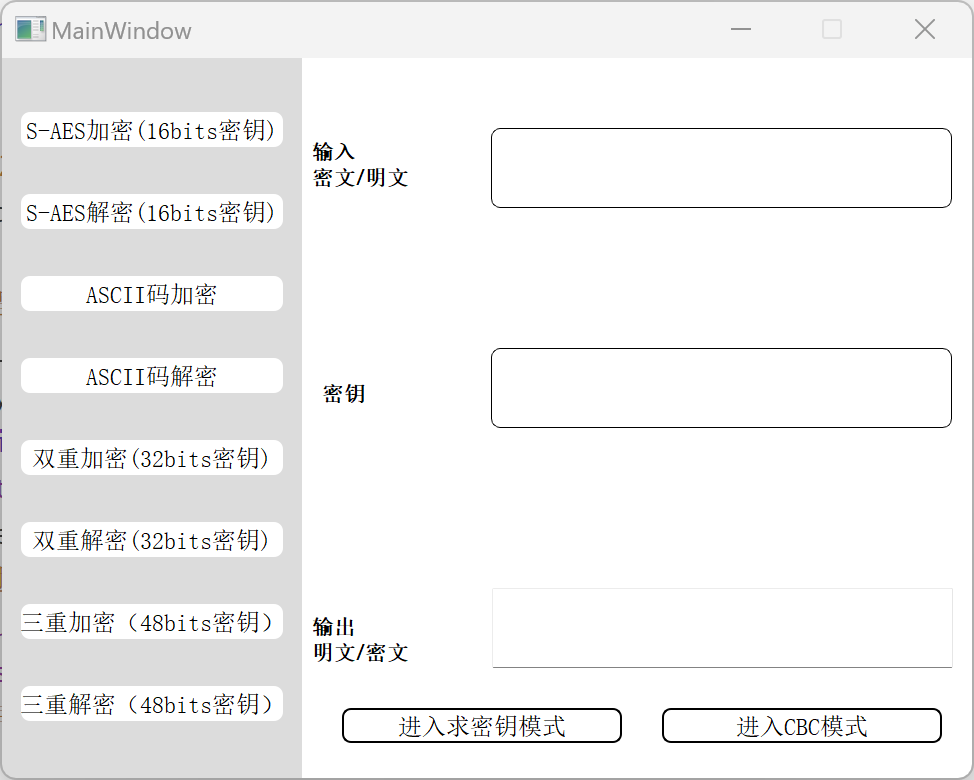 MainWindow
S-AES加密(16bits密钥)
S-AES解密(16bits密钥)
ASCII码加密
ASCII码解密
双重加密(32bits密钥)
双重解密(32bits密钥)
三重加密（48bits密钥）
三重解密（48bits密钥）
输入
密文/明文
密钥
输出
明文/密文
进入求密钥模式
进入CBC模式